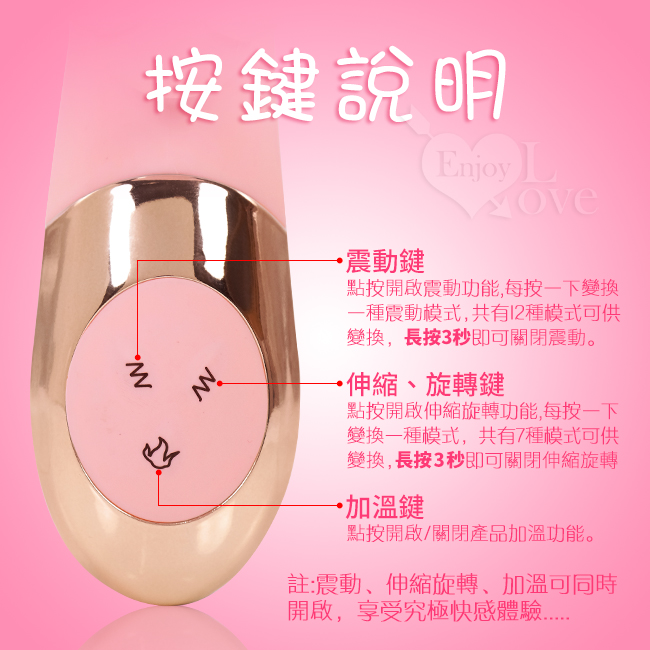 按鍵說明
Enjoy Love
震動鍵
點按開啟震動功能,每按一下變換
一種震動模式,共有12種模式可供
變換，長按3秒即可關閉震動。
伸縮、旋轉鍵
點按開啟伸縮旋轉功能,每按一下
變換一種模式，共有7種模式可供
變換,長按3秒即可關閉伸縮旋轉
加溫鍵
點按開啟/關閉產品加溫功能。
註:震動、伸縮旋轉、加溫可同時
開啟，享受究極快感體驗.....